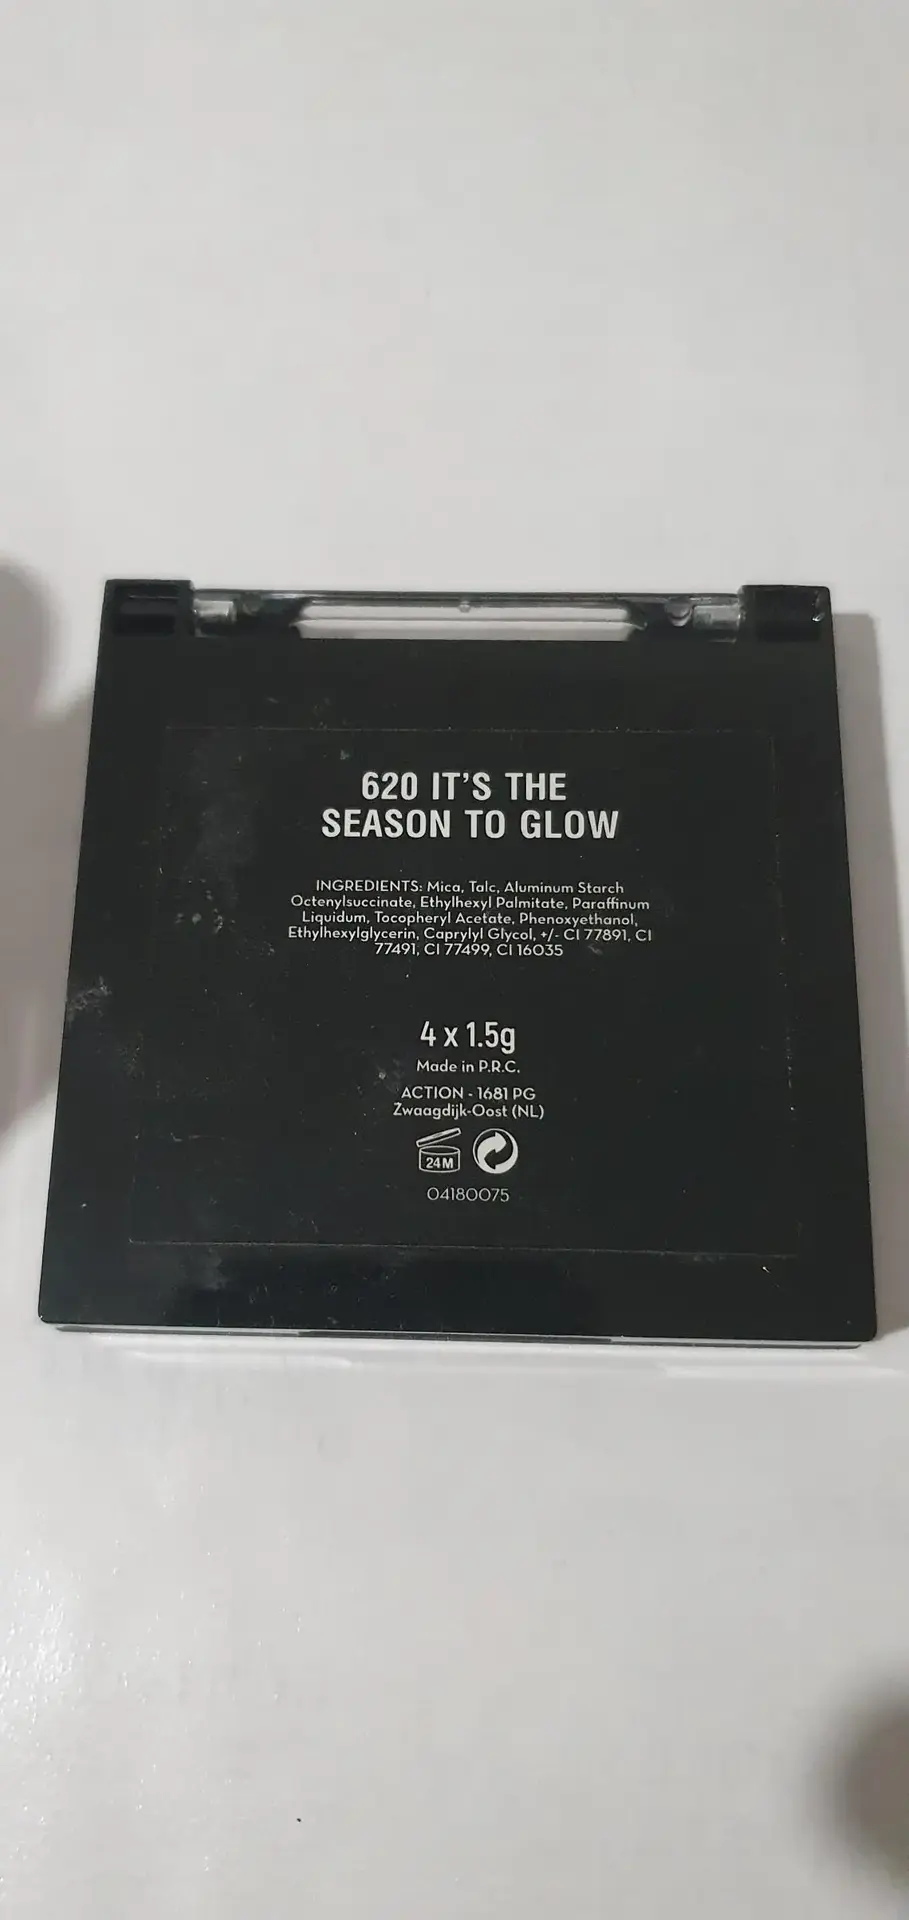 620 IT'S THE
SEASON TO GLOW
INGREDIENTS: Mica, Talc, Aluminum Starch
Octenylsuccinate, Ethylhexyl Palmitate, Paraffinum
Liquidum, Tocopheryl Acetate, Phenoxyethanol,
Ethylhexylglycerin, Caprylyl Glycol, +/- CI 77891, CI
77491, CI 77499, CI 16035
4 x 1.5g
Made in P.R.C.
ACTION - 1681 PG
Zwaagdijk-Oost (NL)
24M
04180075